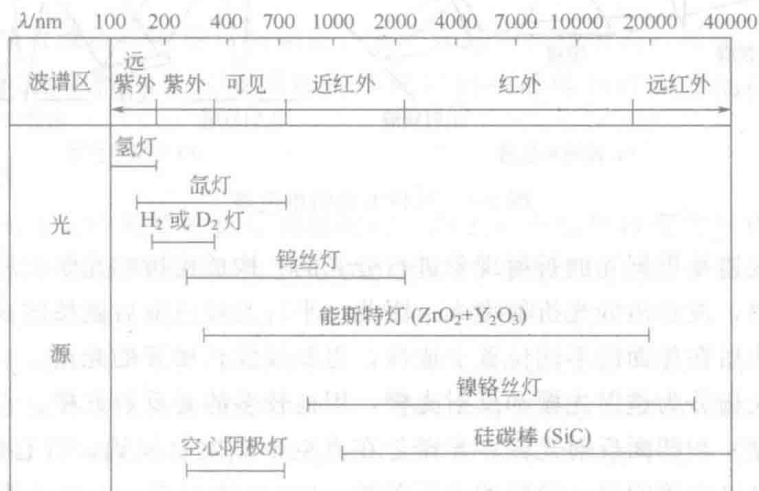 λ/nm 100 200 400 700 1000 2000 4000 7000 10000 20000 40000
波谱区 远紫外 紫外 可见 近红外 红外 远红外
氢灯
氙灯
H₂ 或 D₂ 灯
光
钨丝灯
能斯特灯 (ZrO₂+Y₂O₃)
源
镍铬丝灯
硅碳棒 (SiC)
空心阴极灯